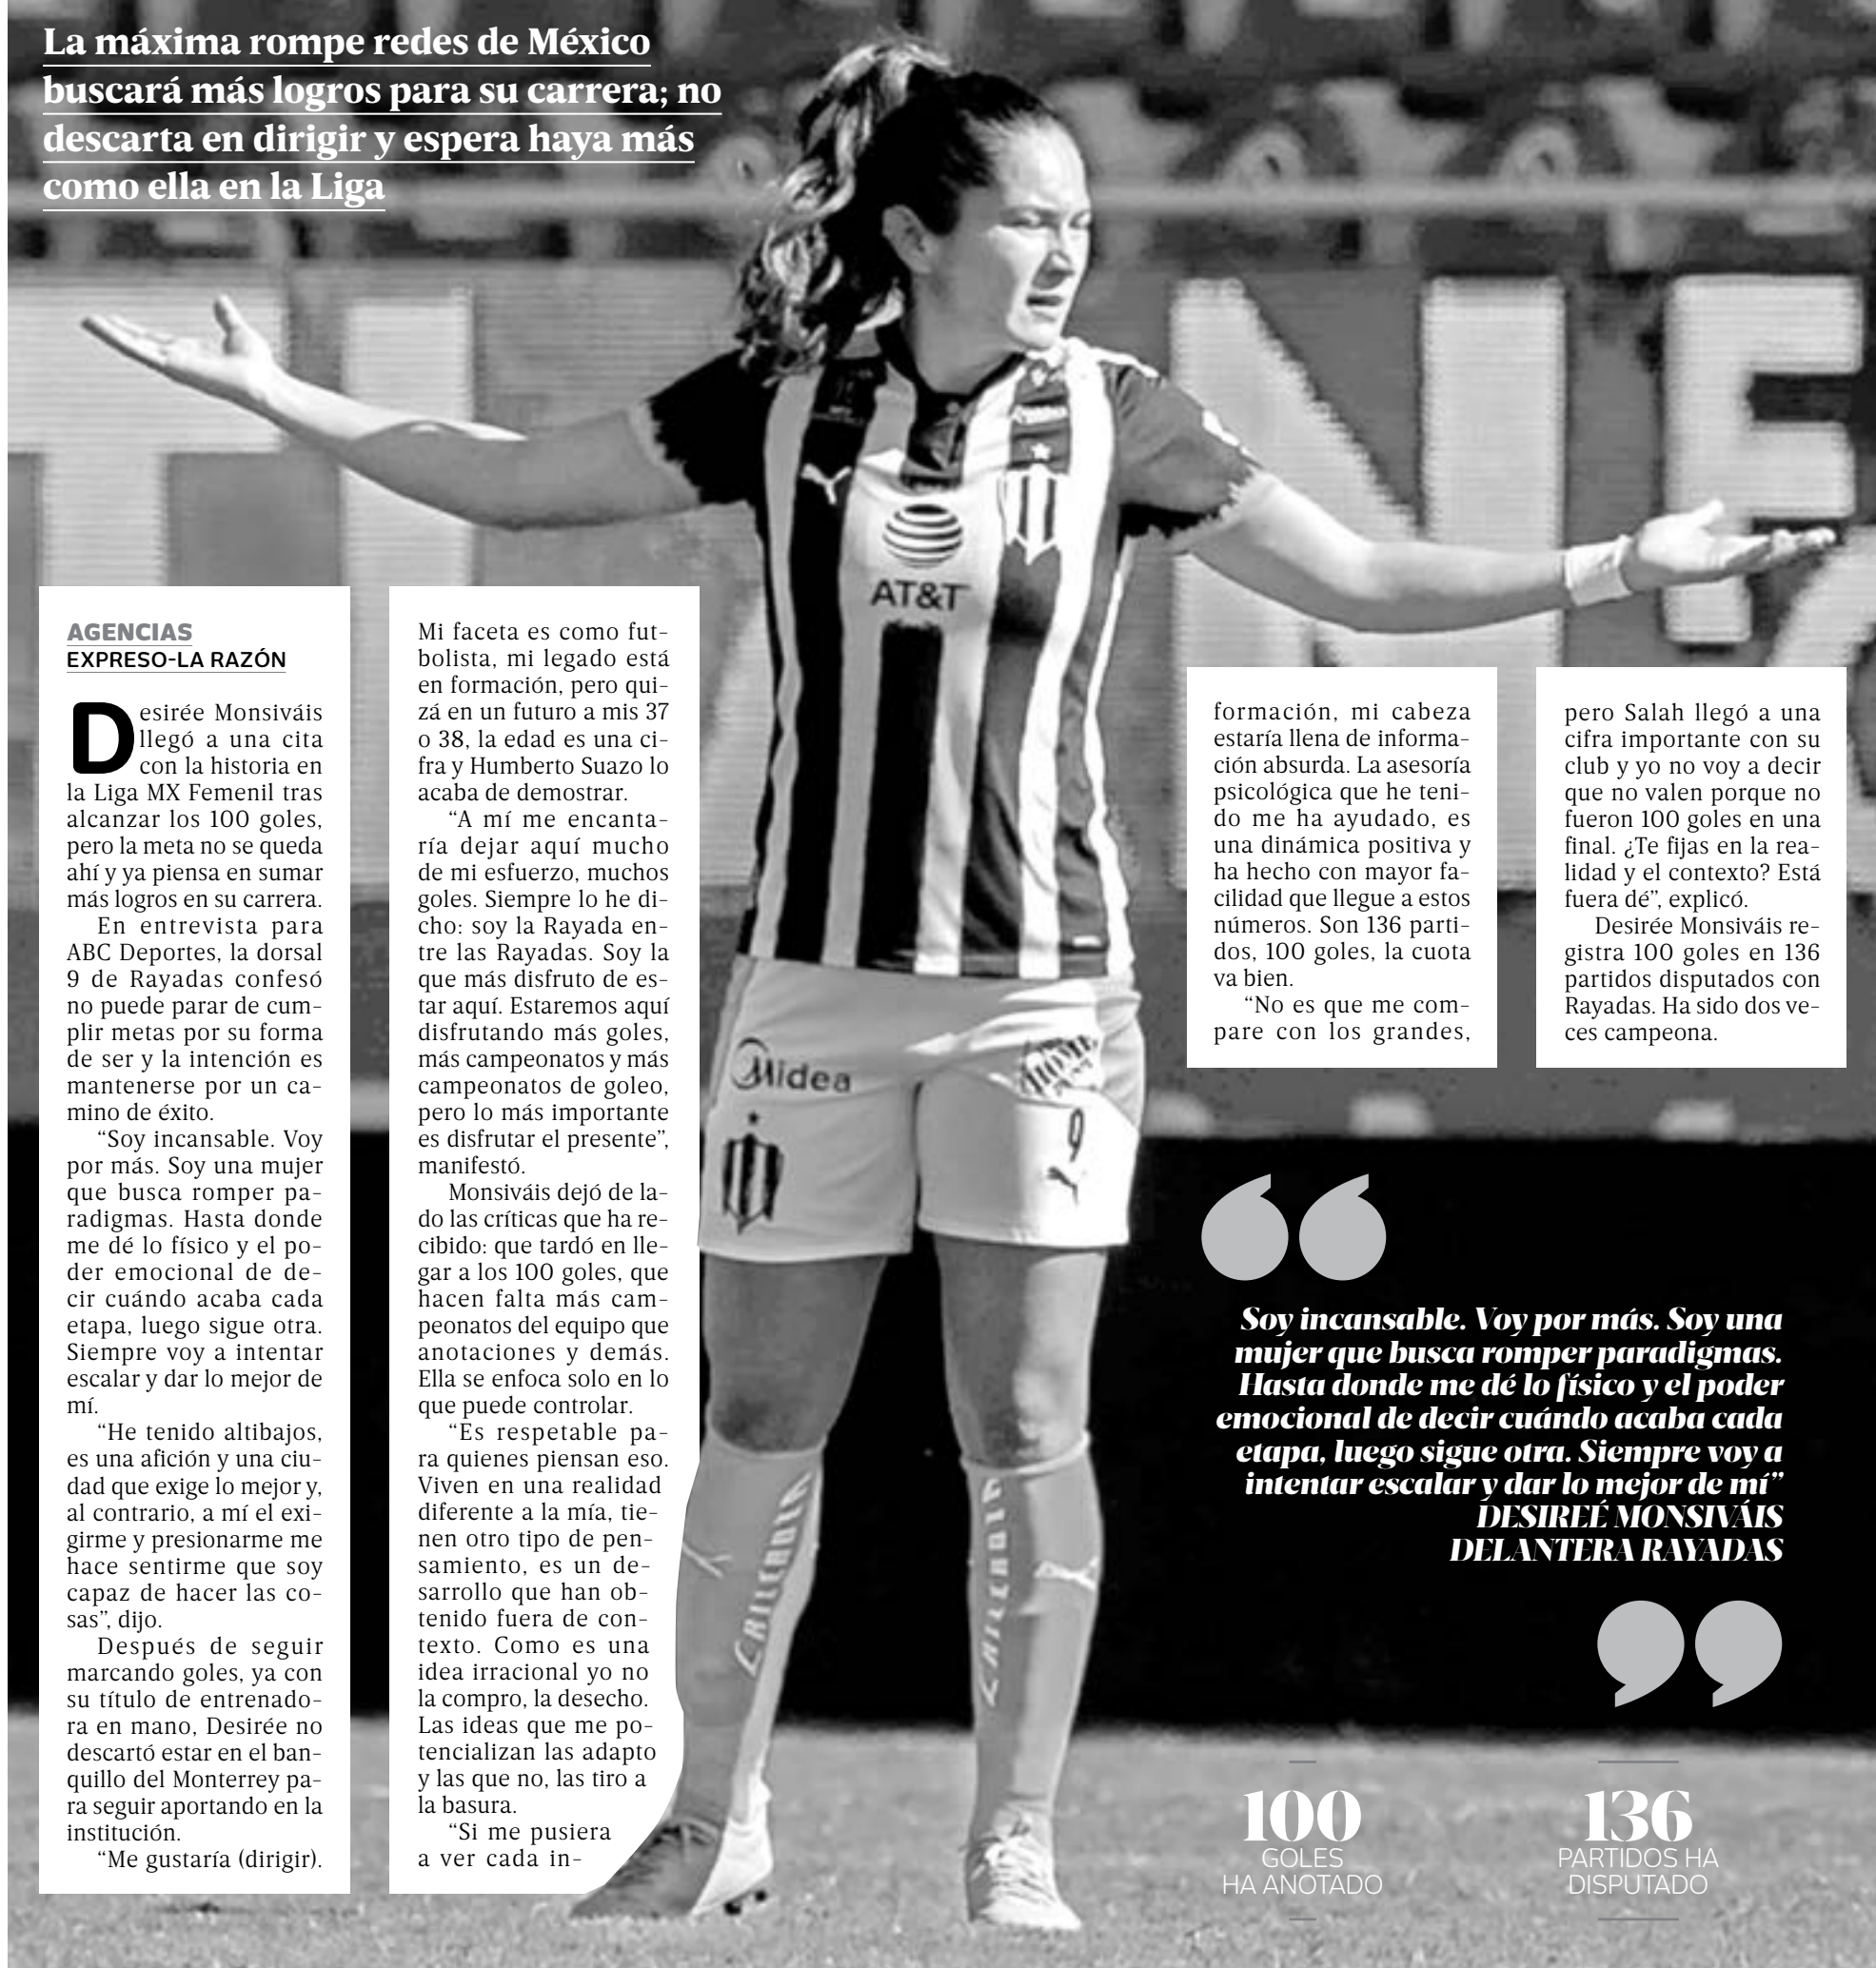 La máxima rompe redes de México
buscará más logros para su carrera; no
descarta en dirigir y espera haya más
como ella en la Liga
AGENCIAS
EXPRESO-LA RAZÓN
Desirée Monsiváis
llegó a una cita
con la historia en
la Liga MX Femenil tras
alcanzar los 100 goles,
pero la meta no se queda
ahí y ya piensa en sumar
más logros en su carrera.
En entrevista para
ABC Deportes, la dorsal
9 de Rayadas confesó
no puede parar de cum-
plir metas por su forma
de ser y la intención es
mantenerse por un ca-
mino de éxito.
“Soy incansable. Voy
por más. Soy una mujer
que busca romper pa-
radigmas. Hasta donde
me dé lo físico y el po-
der emocional de de-
cir cuándo acaba cada
etapa, luego sigue otra.
Siempre voy a intentar
escalar y dar lo mejor de
mí.
“He tenido altibajos,
es una afición y una ciu-
dad que exige lo mejor y,
al contrario, a mí el exi-
girme y presionarme me
hace sentirme que soy
capaz de hacer las co-
sas”, dijo.
Después de seguir
marcando goles, ya con
su título de entrenado-
ra en mano, Desirée no
descartó estar en el ban-
quillo del Monterrey pa-
ra seguir aportando en la
institución.
“Me gustaría (dirigir).
Mi faceta es como fut-
bolista, mi legado está
en formación, pero qui-
zá en un futuro a mis 37
o 38, la edad es una ci-
fra y Humberto Suazo lo
acaba de demostrar.
“A mí me encanta-
ría dejar aquí mucho
de mi esfuerzo, muchos
goles. Siempre lo he di-
cho: soy la Rayada en-
tre las Rayadas. Soy la
que más disfruto de es-
tar aquí. Estaremos aquí
disfrutando más goles,
más campeonatos y más
campeonatos de goleo,
pero lo más importante
es disfrutar el presente”,
manifestó.
Monsiváis dejó de la-
do las críticas que ha re-
cibido: que tardó en lle-
gar a los 100 goles, que
hacen falta más cam-
peonatos del equipo que
anotaciones y demás.
Ella se enfoca solo en lo
que puede controlar.
“Es respetable pa-
ra quienes piensan eso.
Viven en una realidad
diferente a la mía, tie-
nen otro tipo de pen-
samiento, es un de-
sarrollo que han ob-
tenido fuera de con-
texto. Como es una
idea irracional yo no
la compro, la desecho.
Las ideas que me po-
tencializan las adapto
y las que no, las tiro a
la basura.
“Si me pusiera
a ver cada in-
formación, mi cabeza
estaría llena de informa-
ción absurda. La asesoría
psicológica que he teni-
do me ha ayudado, es
una dinámica positiva y
ha hecho con mayor fa-
cilidad que llegue a estos
números. Son 136 parti-
dos, 100 goles, la cuota
va bien.
“No es que me com-
pare con los grandes,
pero Salah llegó a una
cifra importante con su
club y yo no voy a decir
que no valen porque no
fueron 100 goles en una
final. ¿Te fijas en la rea-
lidad y el contexto? Está
fuera dé”, explicó.
Desirée Monsiváis re-
gistra 100 goles en 136
partidos disputados con
Rayadas. Ha sido dos ve-
ces campeona.
AT&T
Midea
9
“
Soy incansable. Voy por más. Soy una
mujer que busca romper paradigmas.
Hasta donde me dé lo físico y el poder
emocional de decir cuándo acaba cada
etapa, luego sigue otra. Siempre voy a
intentar escalar y dar lo mejor de mí”
DESIREÉ MONSIVÁIS
DELANTERA RAYADAS
”
100
GOLES
HA ANOTADO
136
PARTIDOS HA
DISPUTADO